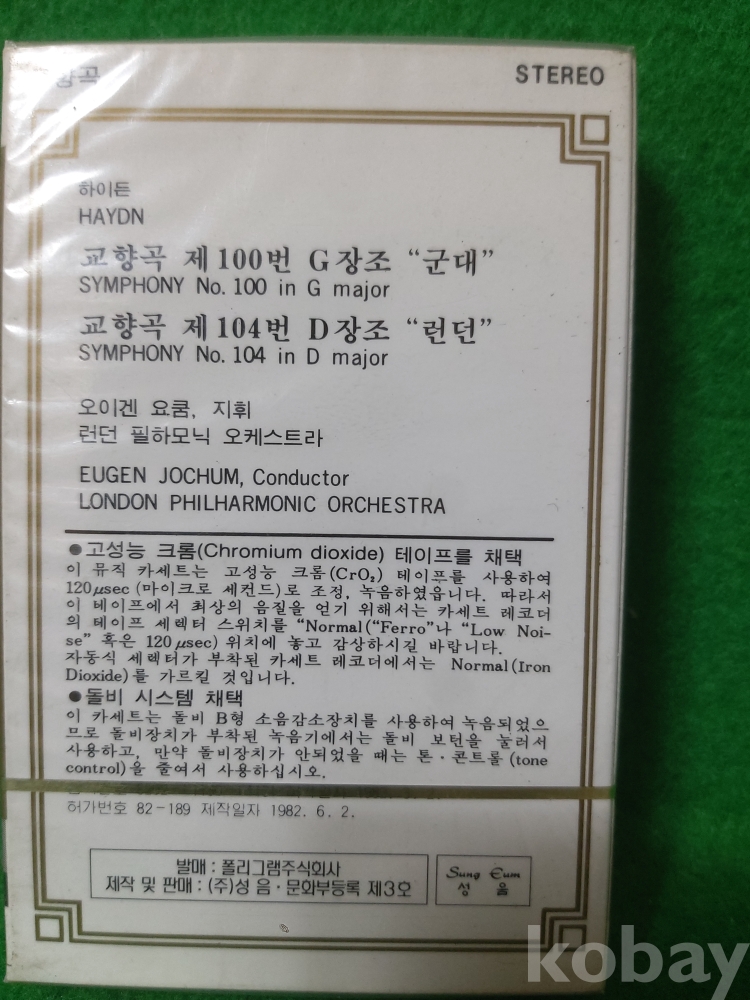 향곡
STEREO
하이든
HAYDN
교향곡 제100번 G장조 “군대”
SYMPHONY No. 100 in G major
교향곡 제104번 D장조 “런던”
SYMPHONY No. 104 in D major
오이겐 요쿰, 지휘
런던 필하모닉 오케스트라
EUGEN JOCHUM, Conductor
LONDON PHILHARMONIC ORCHESTRA
●고성능 크롬(Chromium dioxide) 테이프를 채택
이 뮤직 카세트는 고성능 크롬(CrO₂) 테이프를 사용하여
120μsec (마이크로 세컨드)로 조정, 녹음하였읍니다. 따라서
이 테이프에서 최상의 음질을 얻기 위해서는 카세트 레코더
의 테이프 세렉터 스위치를 “Normal(“Ferro”나 “Low Noi-
se” 혹은 120μsec) 위치에 놓고 감상하시길 바랍니다.
자동식 세렉터가 부착된 카세트 레코더에서는 Normal(Iron
Dioxide)를 가르킬 것입니다.
●돌비 시스템 채택
이 카세트는 돌비 B형 소음감소장치를 사용하여 녹음되었으
므로 돌비장치가 부착된 녹음기에서는 돌비 보턴을 눌러서
사용하고, 만약 돌비장치가 안되었을 때는 톤·콘트롤 (tone
control)을 줄여서 사용하십시오.
허가번호 82-189 제작일자 1982. 6. 2.
발매 : 폴리그램주식회사
제작 및 판매 : (주)성 음·문화부등록 제3호
Sung Eum
성 음
kobay